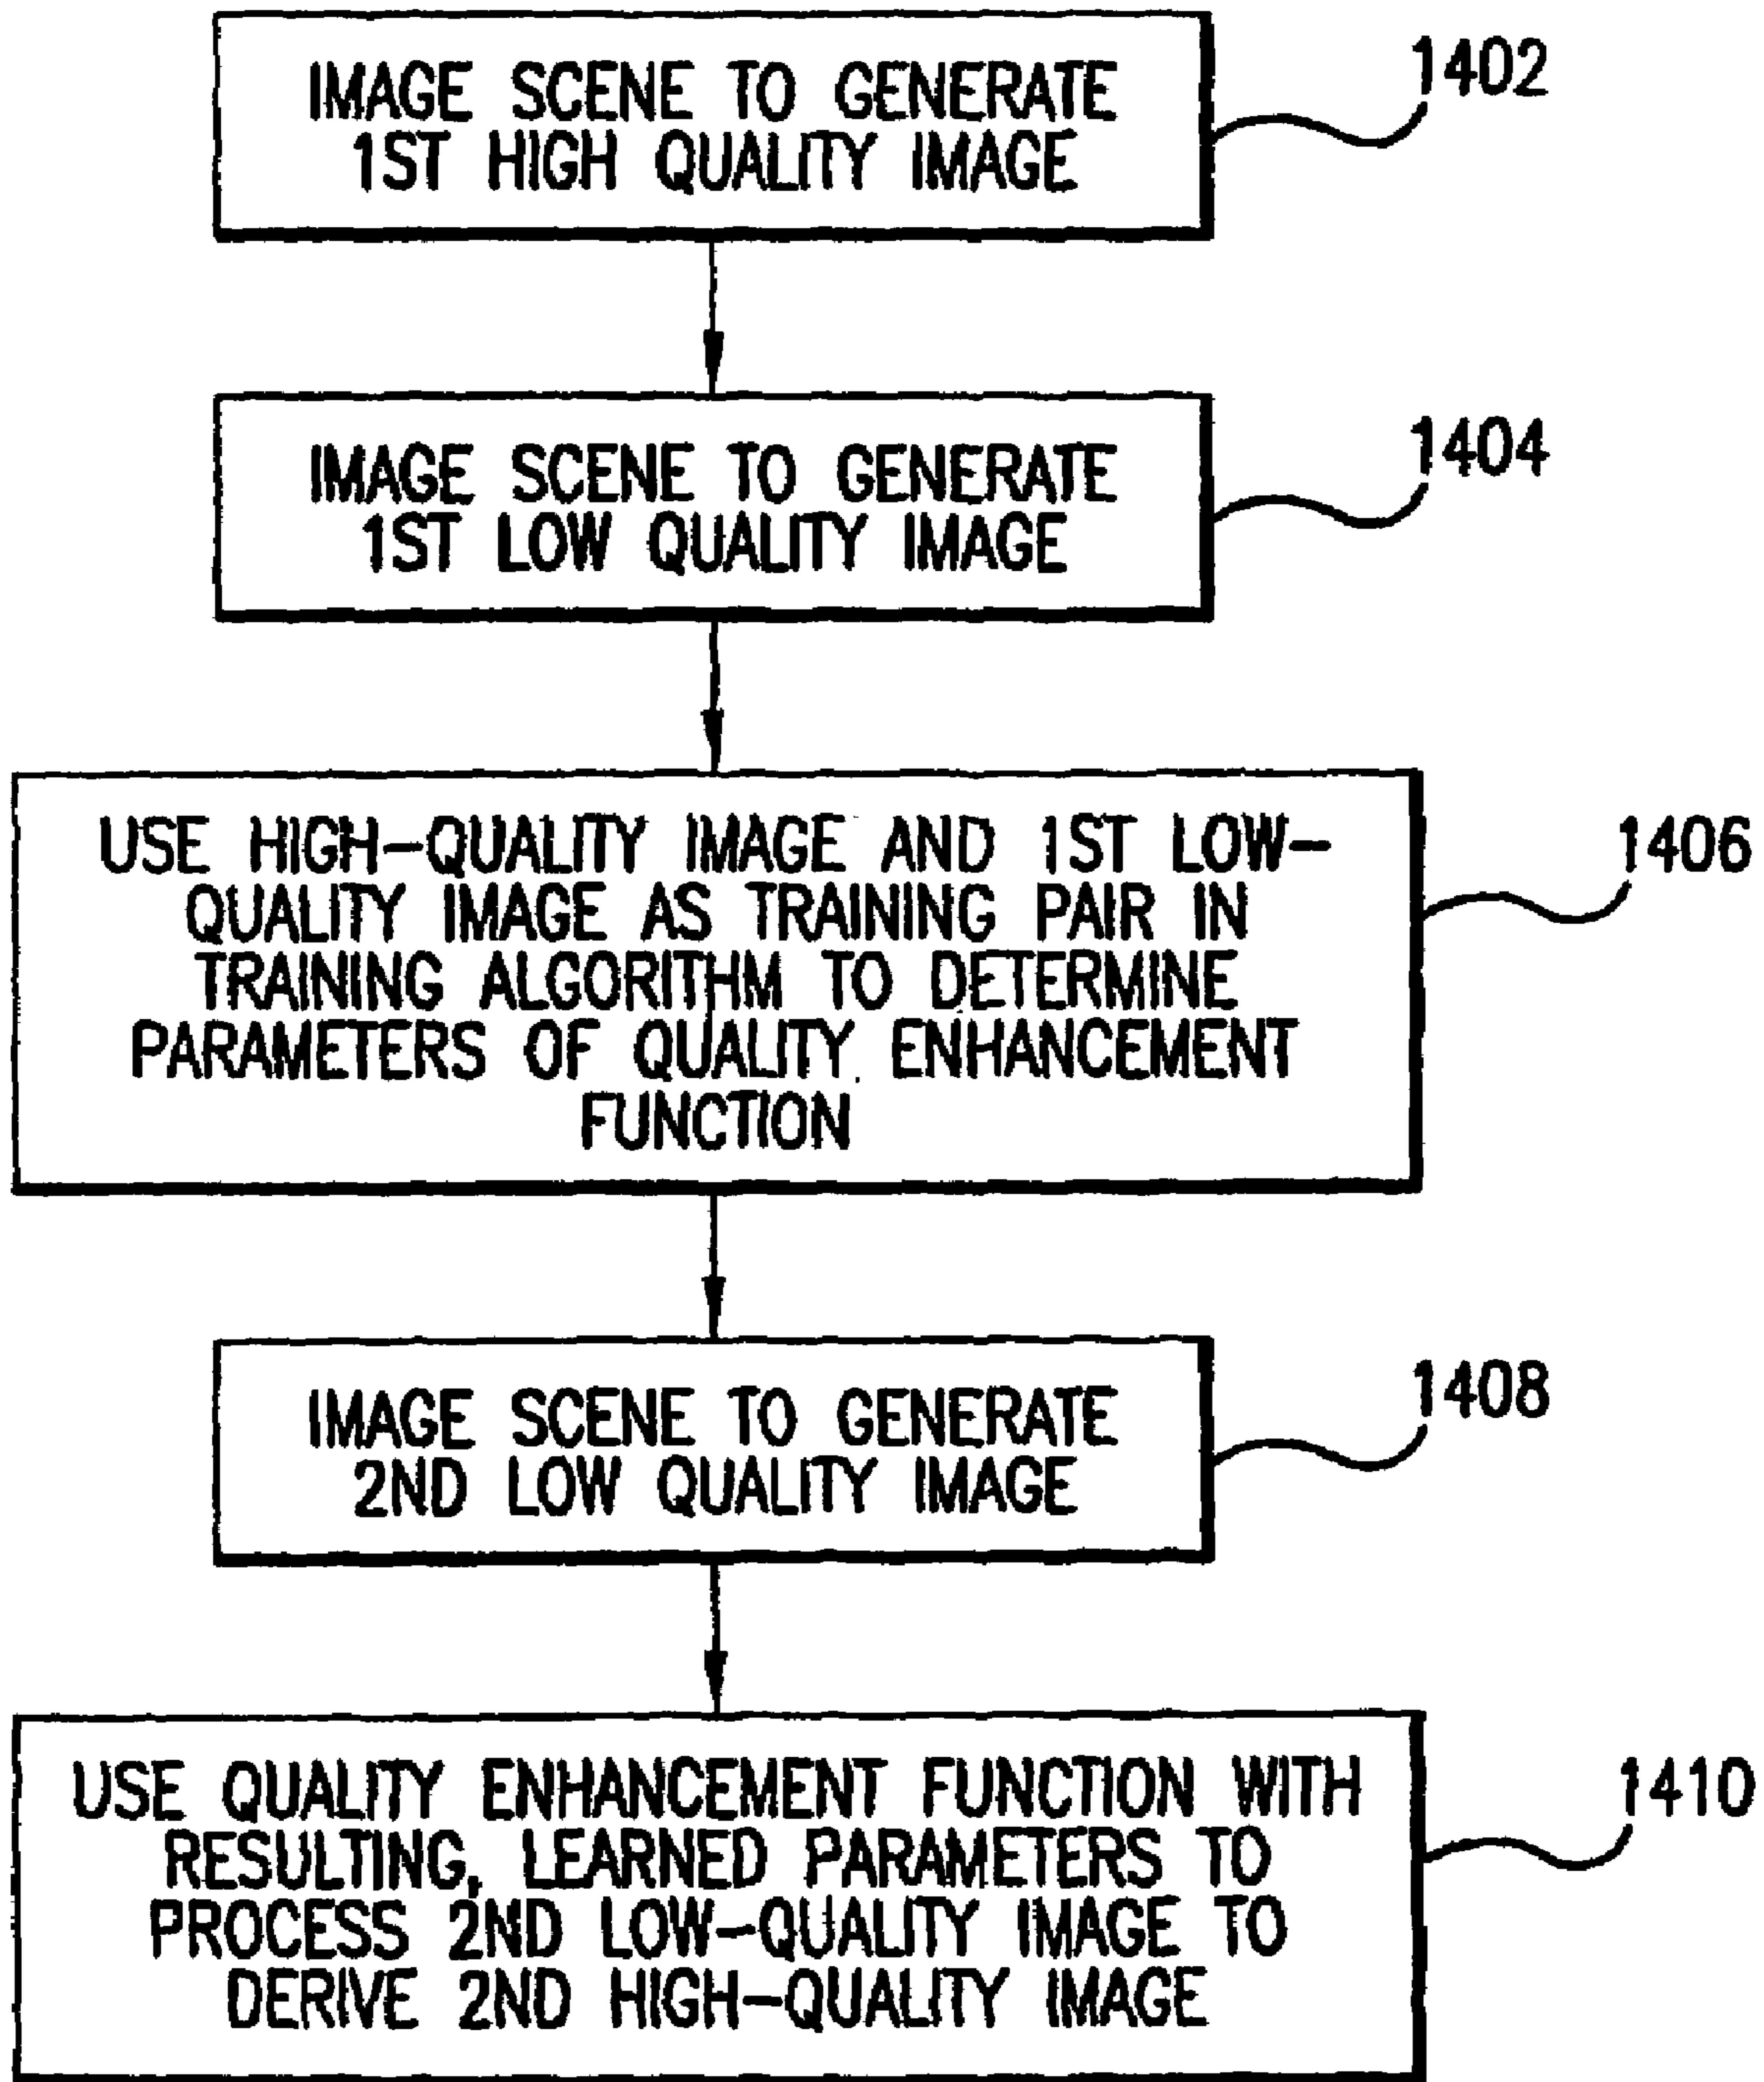 IMAGE SCENE TO GENERATE
1ST HIGH QUALITY IMAGE
1402
IMAGE SCENE TO GENERATE
1ST LOW QUALITY IMAGE
1404
USE HIGH-QUALITY IMAGE AND 1ST LOW-
QUALITY IMAGE AS TRAINING PAIR IN
TRAINING ALGORITHM TO DETERMINE
PARAMETERS OF QUALITY ENHANCEMENT
FUNCTION
1406
IMAGE SCENE TO GENERATE
2ND LOW QUALITY IMAGE
1408
USE QUALITY ENHANCEMENT FUNCTION WITH
RESULTING, LEARNED PARAMETERS TO
PROCESS 2ND LOW-QUALITY IMAGE TO
DERIVE 2ND HIGH-QUALITY IMAGE
1410